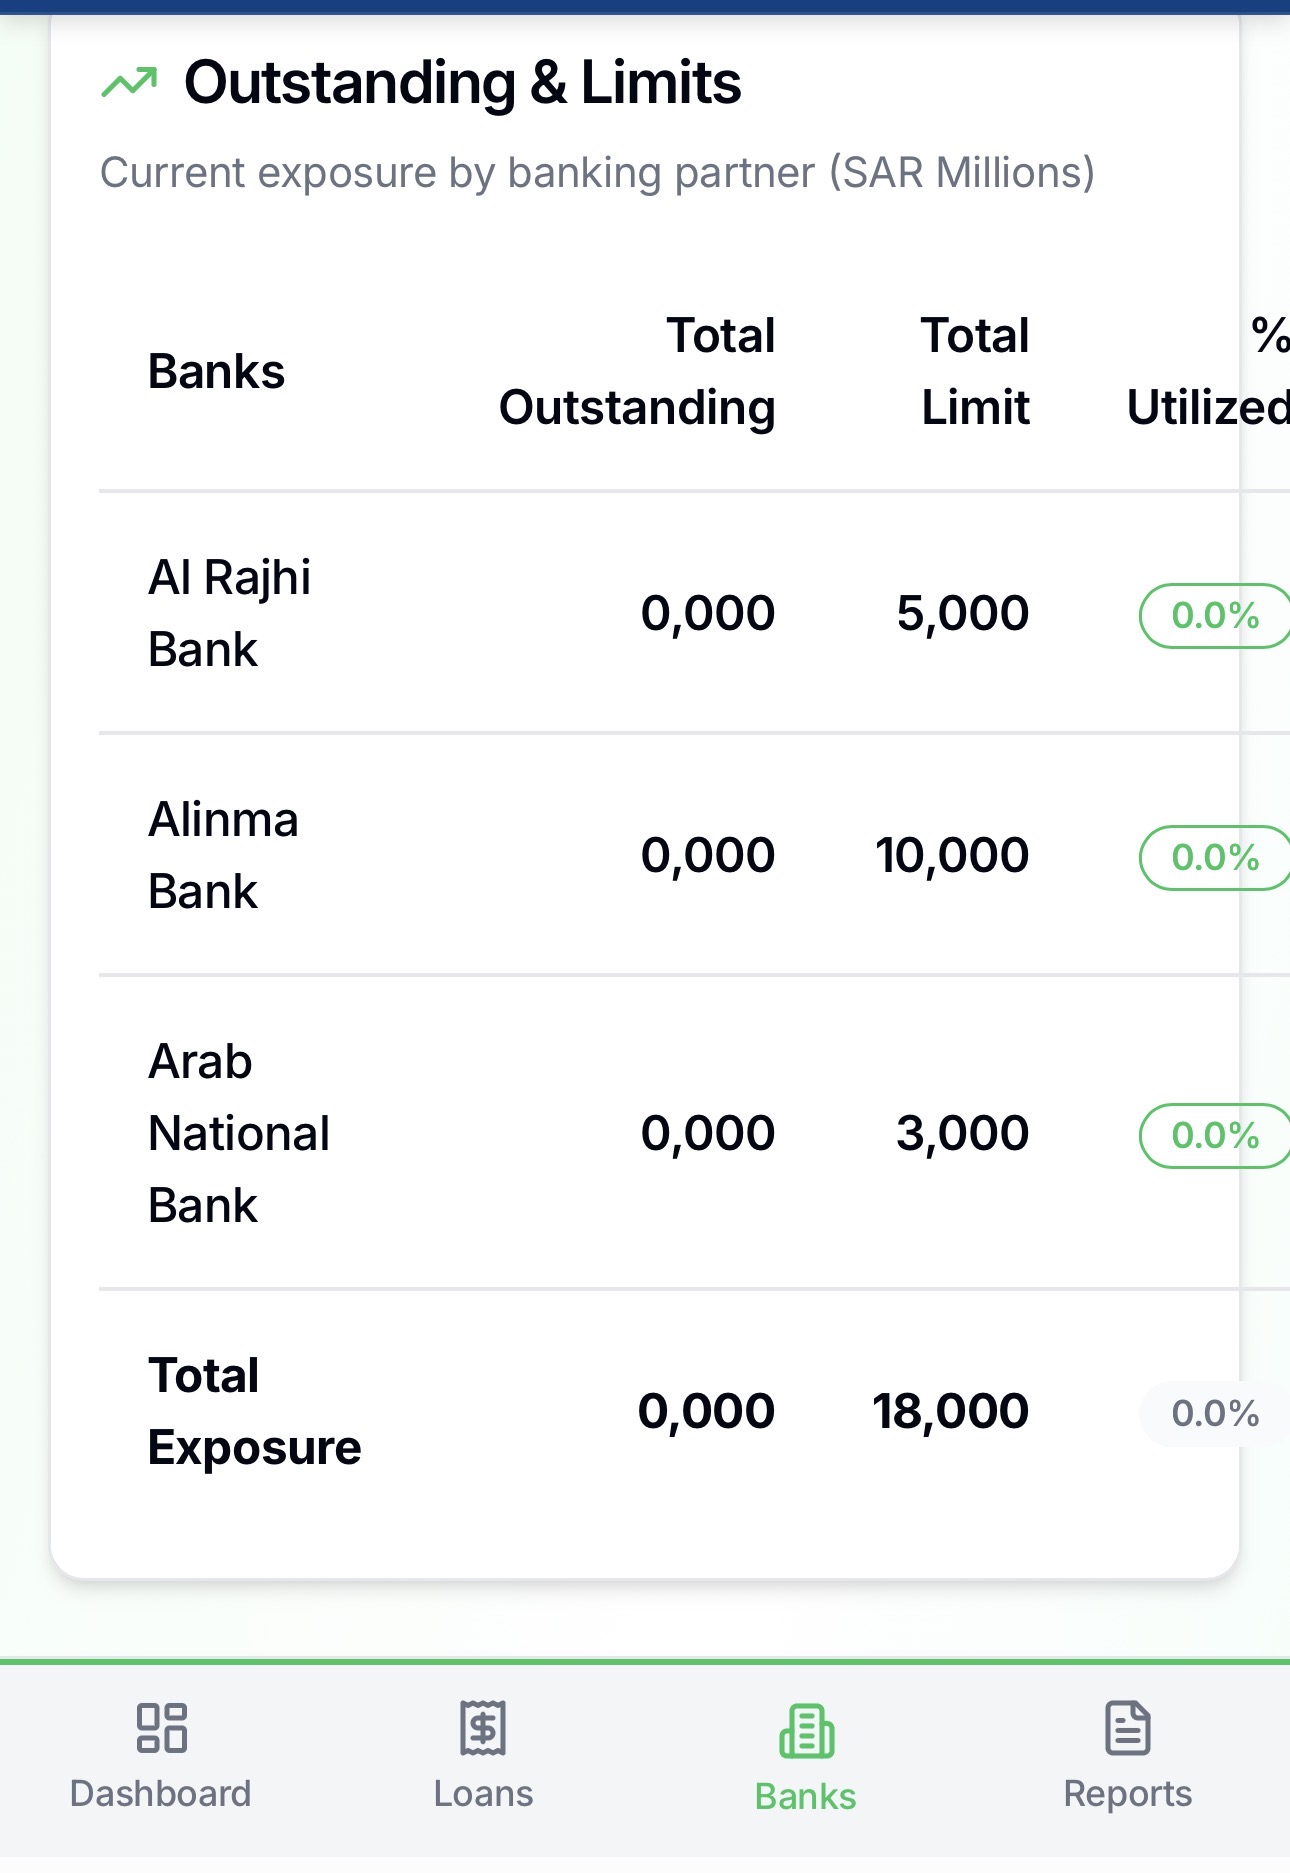 Outstanding & Limits
Current exposure by banking partner (SAR Millions)
Banks
Total
Outstanding
Total
Limit
%
Utilized
Al Rajhi
Bank
0,000
5,000
0.0%
Alinma
Bank
0,000
10,000
0.0%
Arab
National
Bank
0,000
3,000
0.0%
Total
Exposure
0,000
18,000
0.0%
Dashboard
Loans
Banks
Reports